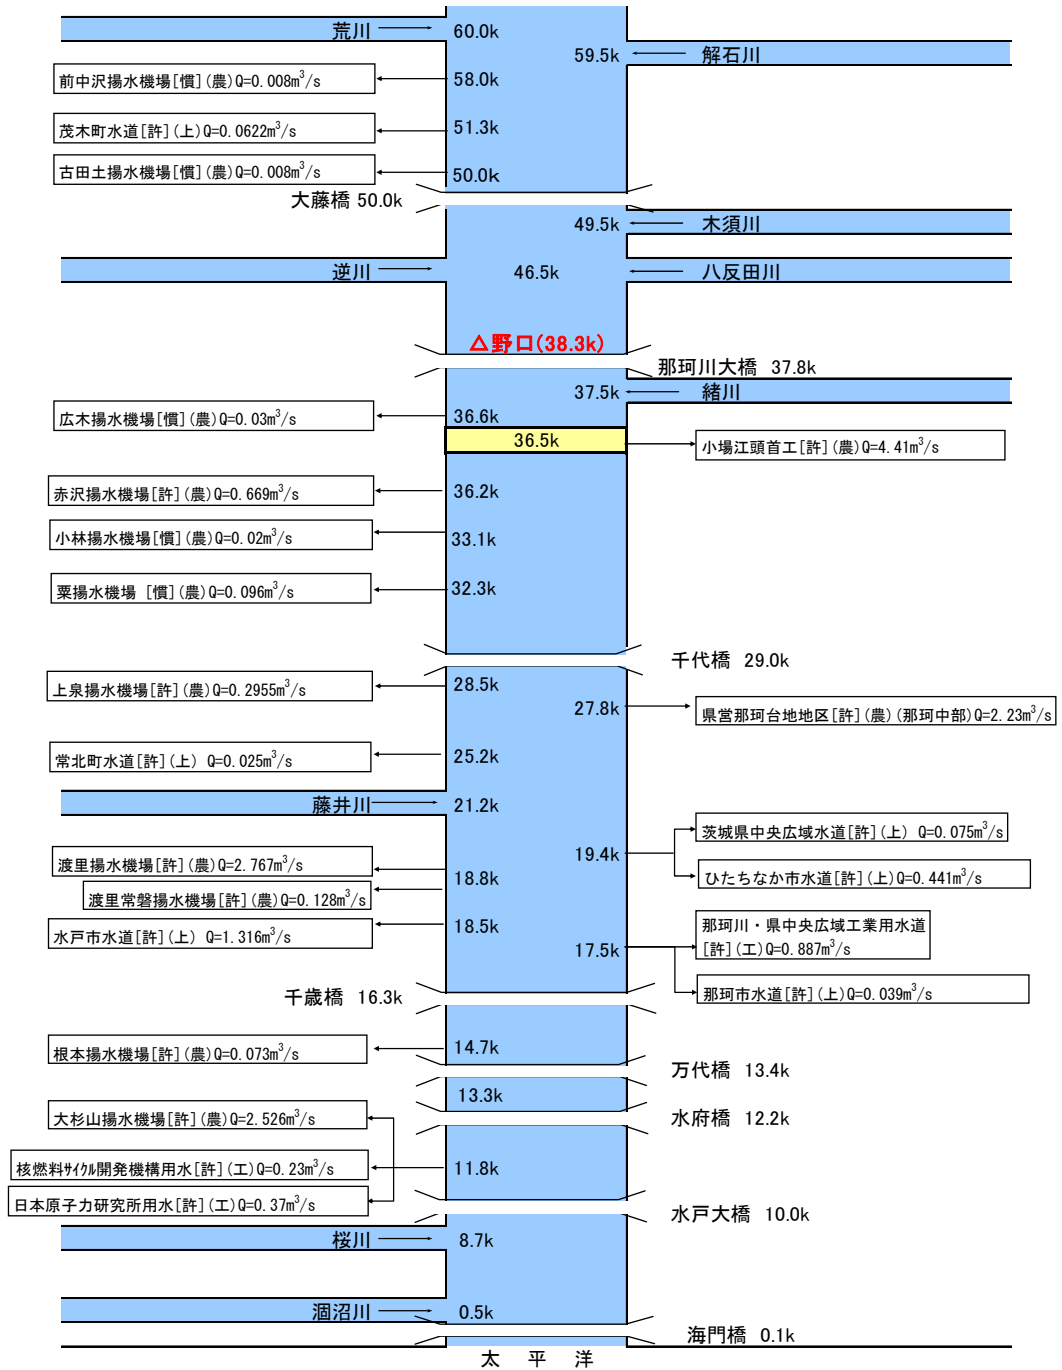 荒川
60.0k
59.5k
解石川
前中沢揚水機場[慣](農)Q=0.008m³/s
58.0k
茂木町水道[許](上)Q=0.0622m³/s
51.3k
古田土揚水機場[慣](農)Q=0.008m³/s
50.0k
大藤橋 50.0k
49.5k
木須川
逆川
46.5k
八反田川
△野口(38.3k)
那珂川大橋 37.8k
37.5k
緒川
広木揚水機場[慣](農)Q=0.03m³/s
36.6k
36.5k
小場江頭首工[許](農)Q=4.41m³/s
赤沢揚水機場[許](農)Q=0.669m³/s
36.2k
小林揚水機場[慣](農)Q=0.02m³/s
33.1k
粟揚水機場 [慣](農)Q=0.096m³/s
32.3k
千代橋 29.0k
上泉揚水機場[許](農)Q=0.2955m³/s
28.5k
27.8k
県営那珂台地地区[許](農)(那珂中部)Q=2.23m³/s
常北町水道[許](上) Q=0.025m³/s
25.2k
藤井川
21.2k
茨城県中央広域水道[許](上) Q=0.075m³/s
19.4k
ひたちなか市水道[許](上)Q=0.441m³/s
渡里揚水機場[許](農)Q=2.767m³/s
18.8k
渡里常磐揚水機場[許](農)Q=0.128m³/s
水戸市水道[許](上) Q=1.316m³/s
18.5k
那珂川・県中央広域工業用水道
[許](工)Q=0.887m³/s
17.5k
那珂市水道[許](上)Q=0.039m³/s
千歳橋 16.3k
根本揚水機場[許](農)Q=0.073m³/s
14.7k
万代橋 13.4k
13.3k
大杉山揚水機場[許](農)Q=2.526m³/s
水府橋 12.2k
核燃料ｻｲｸﾙ開発機構用水[許](工)Q=0.23m³/s
11.8k
日本原子力研究所用水[許](工)Q=0.37m³/s
水戸大橋 10.0k
桜川
8.7k
涸沼川
0.5k
海門橋 0.1k
太 平 洋